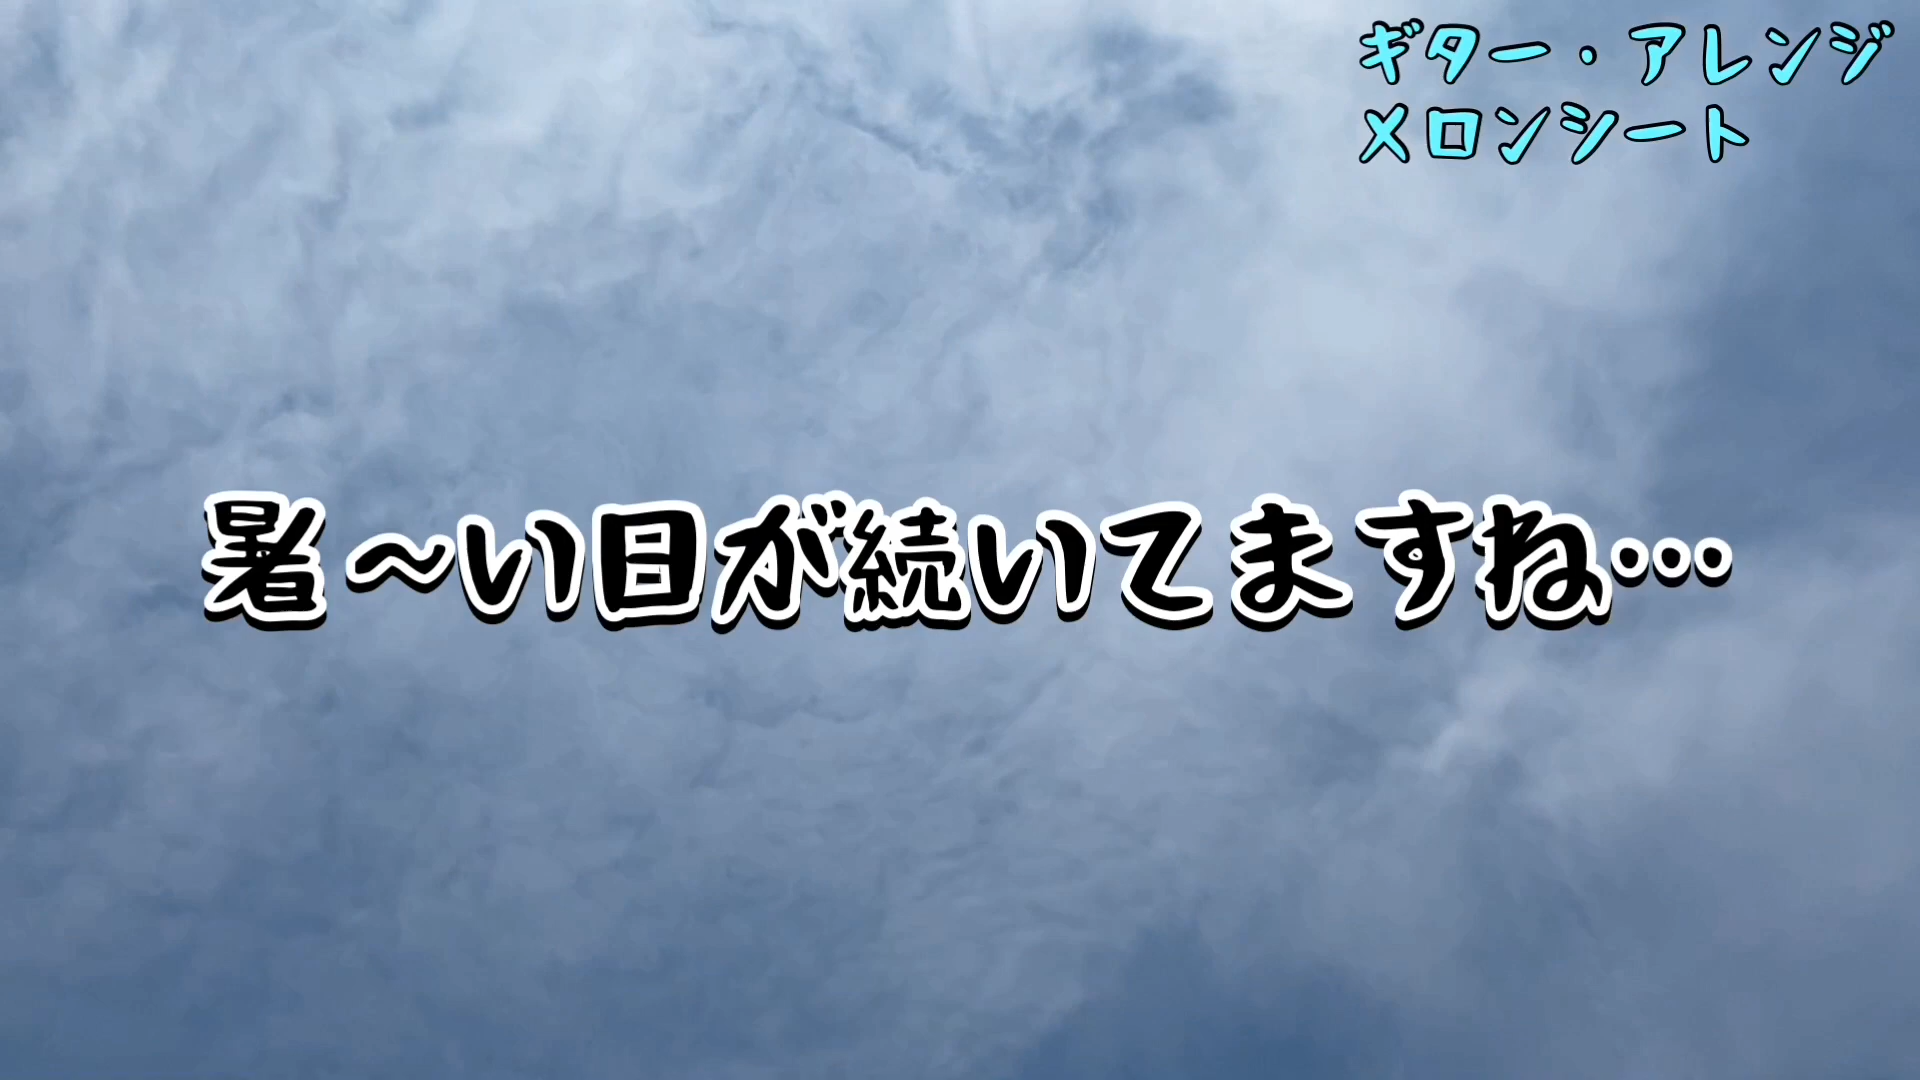 ギター・アレンジ
メロンシート
暑～い日が続いてますね…